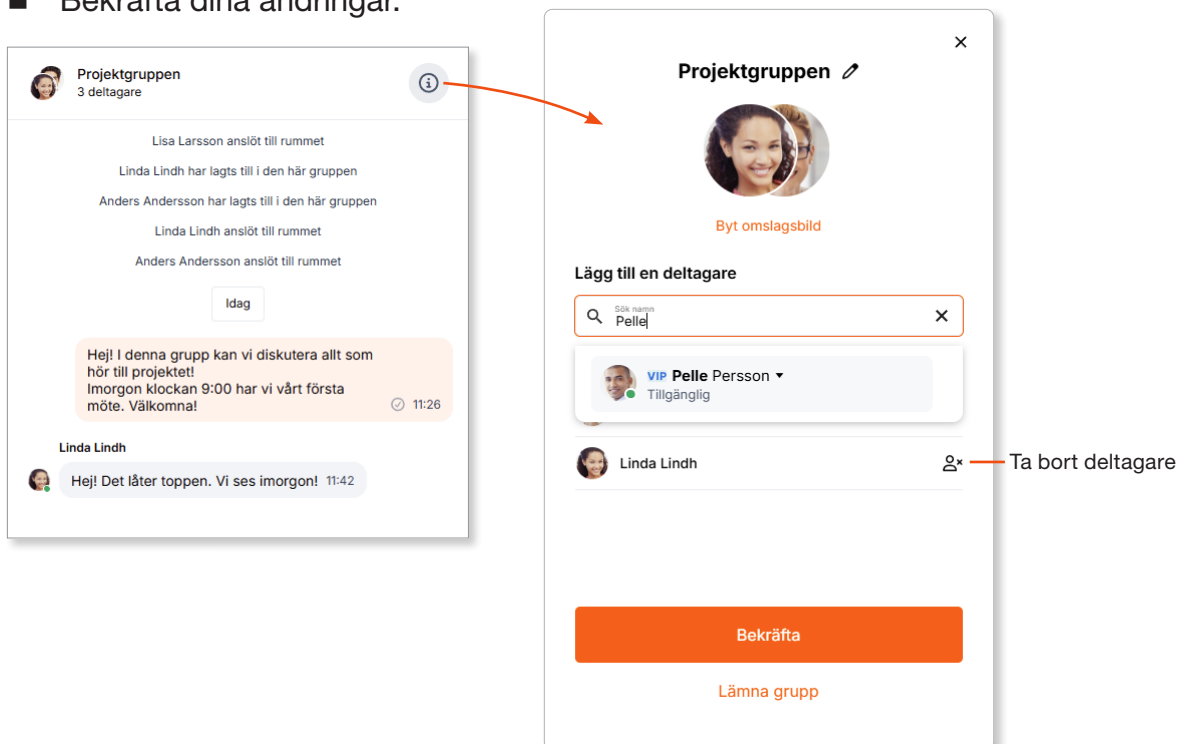 Bekräfta dina ändringar.
Projektgruppen
3 deltagare
Lisa Larsson anslöt till rummet
Linda Lindh har lagts till i den här gruppen
Anders Andersson har lagts till i den här gruppen
Linda Lindh anslöt till rummet
Anders Andersson anslöt till rummet
Idag
Hej! I denna grupp kan vi diskutera allt som
hör till projektet!
Imorgon klockan 9:00 har vi vårt första
möte. Välkomna! 11:26
Linda Lindh
Hej! Det låter toppen. Vi ses imorgon! 11:42
Projektgruppen
Byt omslagsbild
Lägg till en deltagare
Sök namn
Pelle
VIP Pelle Persson
Tillgänglig
Linda Lindh
Ta bort deltagare
Bekräfta
Lämna grupp